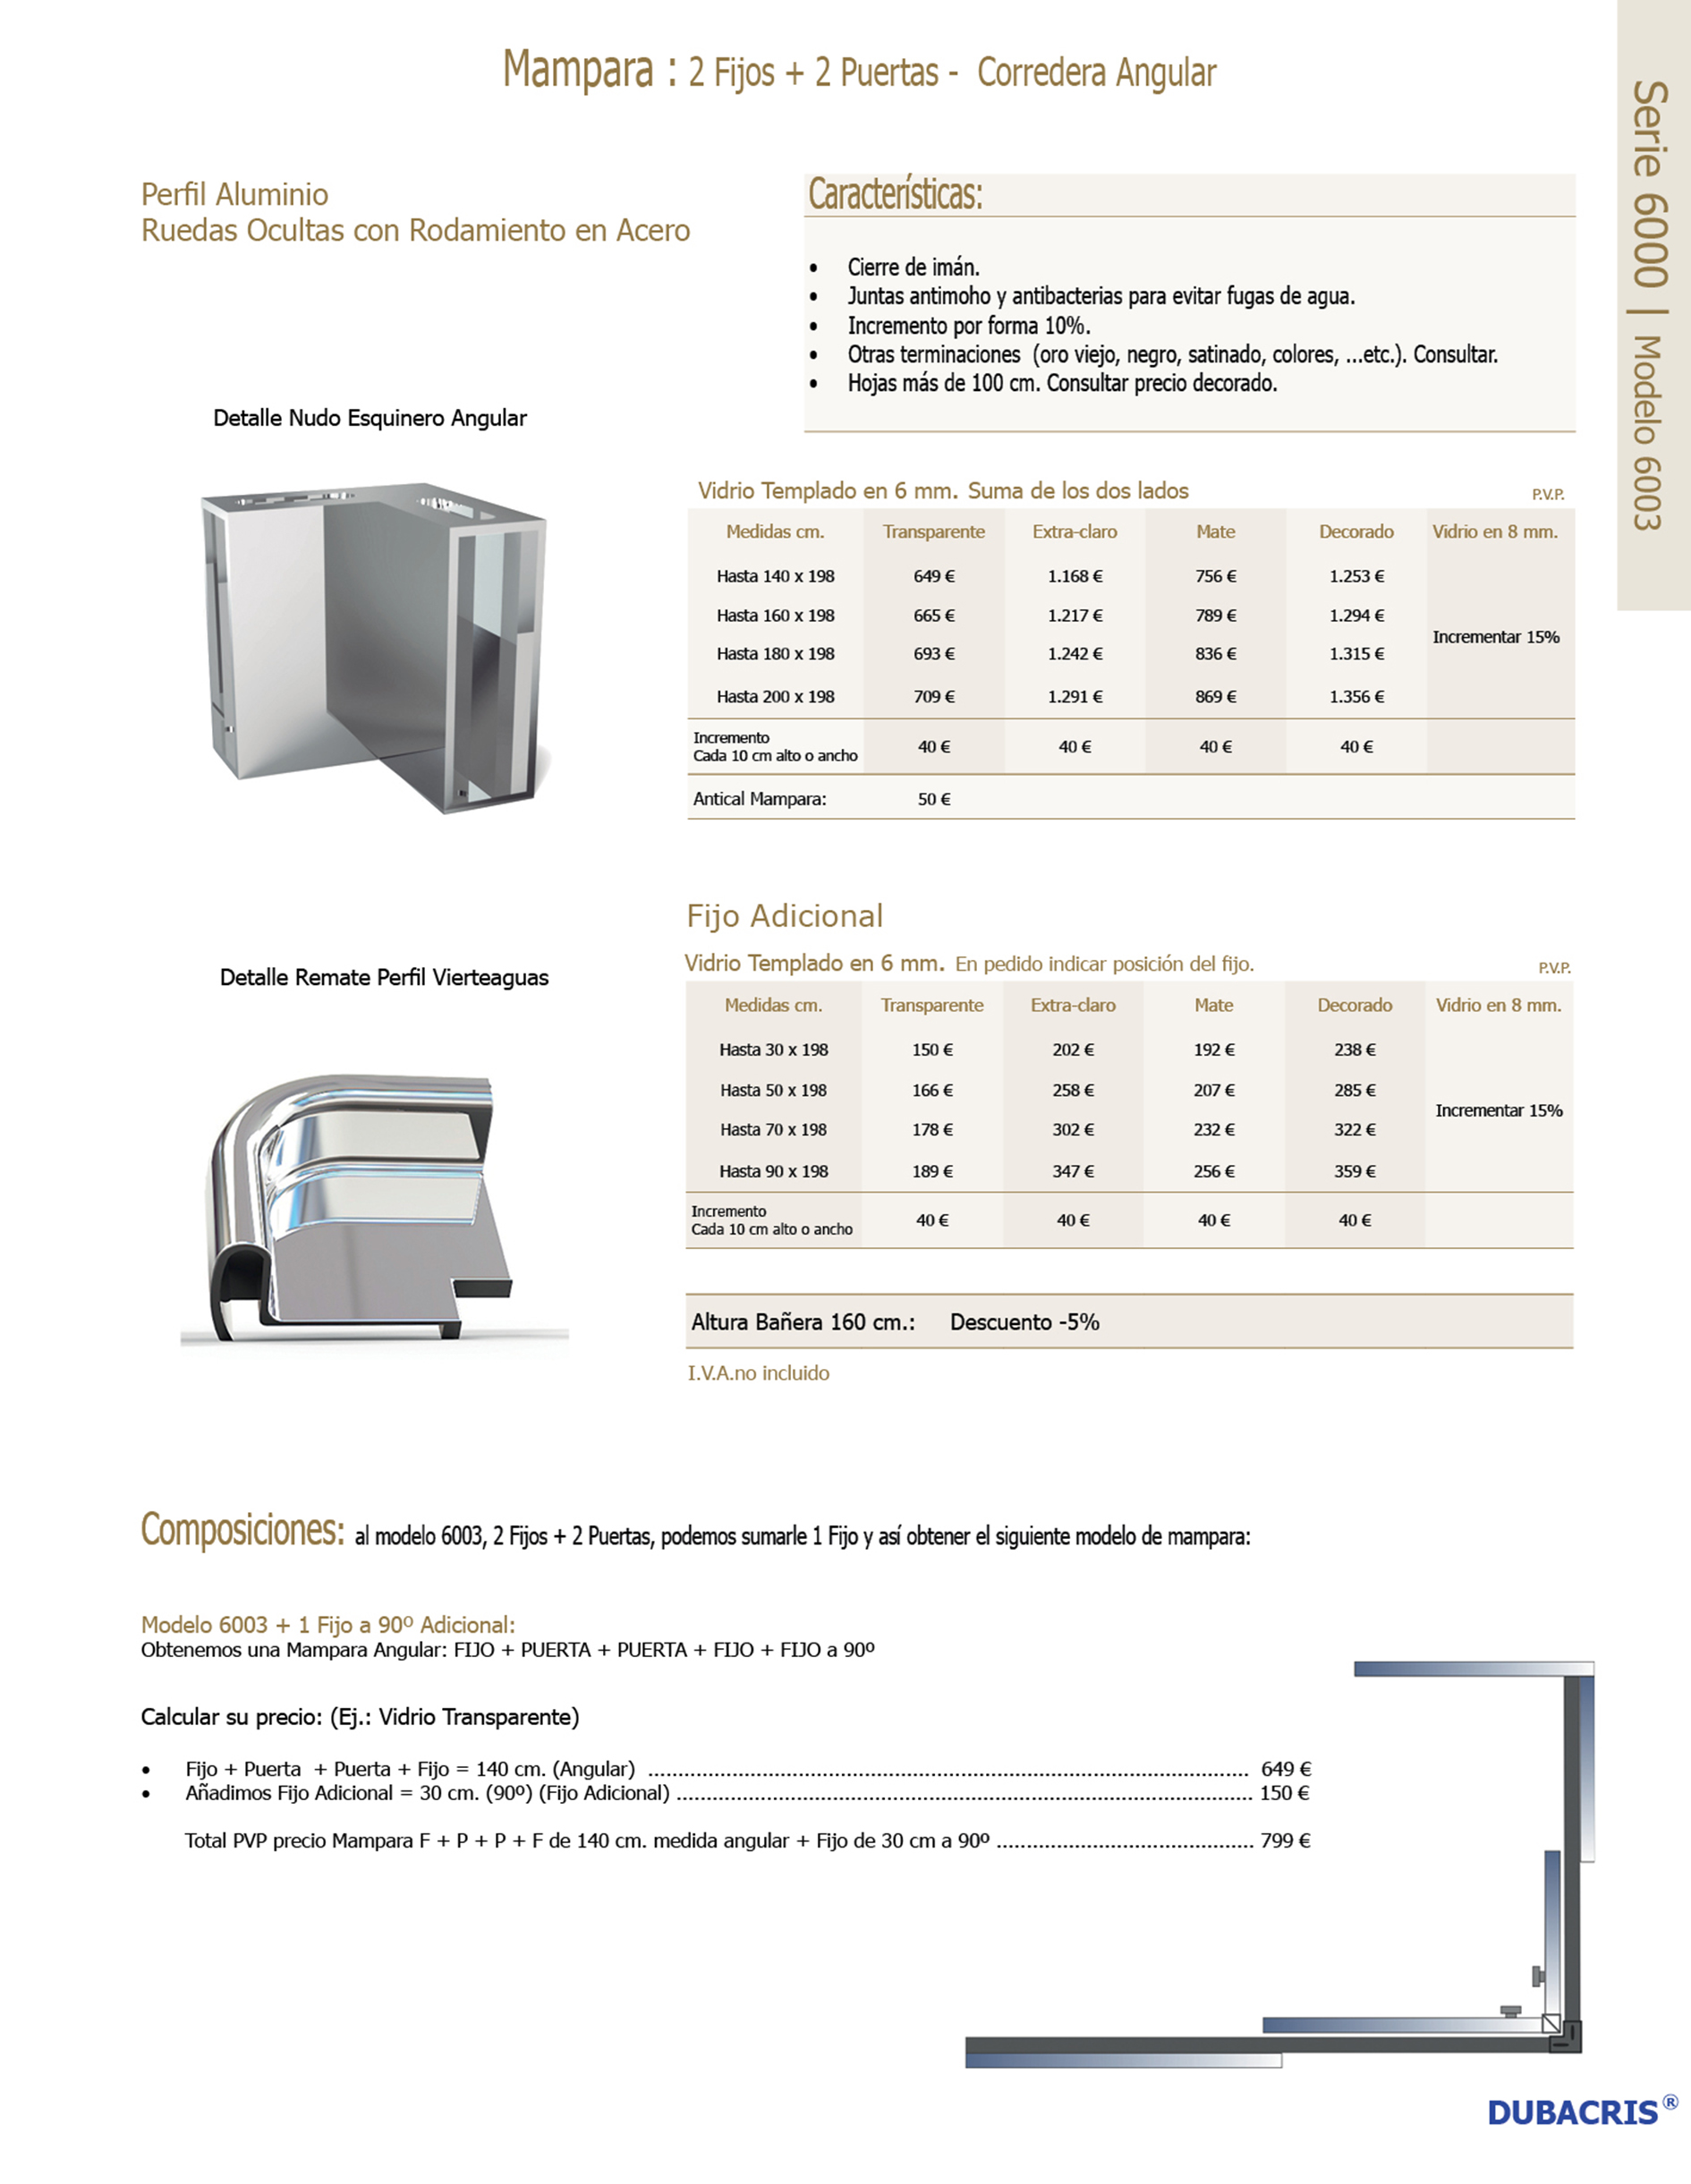 Mampara : 2 Fijos + 2 Puertas -  Corredera Angular
Serie 6000 | Modelo 6003
Perfil Aluminio
Ruedas Ocultas con Rodamiento en Acero
Características:
• Cierre de imán.
• Juntas antimoho y antibacterias para evitar fugas de agua.
• Incremento por forma 10%.
• Otras terminaciones  (oro viejo, negro, satinado, colores, ...etc.). Consultar.
• Hojas más de 100 cm. Consultar precio decorado.
Detalle Nudo Esquinero Angular
Vidrio Templado en 6 mm. Suma de los dos lados P.V.P.
Medidas cm. Transparente Extra-claro Mate Decorado Vidrio en 8 mm.
Hasta 140 x 198 649 € 1.168 € 756 € 1.253 €
Hasta 160 x 198 665 € 1.217 € 789 € 1.294 €
Incrementar 15%
Hasta 180 x 198 693 € 1.242 € 836 € 1.315 €
Hasta 200 x 198 709 € 1.291 € 869 € 1.356 €
Incremento
Cada 10 cm alto o ancho 40 € 40 € 40 € 40 €
Antical Mampara: 50 €
Fijo Adicional
Vidrio Templado en 6 mm. En pedido indicar posición del fijo. P.V.P.
Detalle Remate Perfil Vierteaguas
Medidas cm. Transparente Extra-claro Mate Decorado Vidrio en 8 mm.
Hasta 30 x 198 150 € 202 € 192 € 238 €
Hasta 50 x 198 166 € 258 € 207 € 285 €
Incrementar 15%
Hasta 70 x 198 178 € 302 € 232 € 322 €
Hasta 90 x 198 189 € 347 € 256 € 359 €
Incremento
Cada 10 cm alto o ancho 40 € 40 € 40 € 40 €
Altura Bañera 160 cm.: Descuento -5%
I.V.A.no incluido
Composiciones: al modelo 6003, 2 Fijos + 2 Puertas, podemos sumarle 1 Fijo y así obtener el siguiente modelo de mampara:
Modelo 6003 + 1 Fijo a 90º Adicional:
Obtenemos una Mampara Angular: FIJO + PUERTA + PUERTA + FIJO + FIJO a 90º
Calcular su precio: (Ej.: Vidrio Transparente)
• Fijo + Puerta  + Puerta + Fijo = 140 cm. (Angular) .................................................................................................... 649 €
• Añadimos Fijo Adicional = 30 cm. (90º) (Fijo Adicional) ................................................................................................ 150 €
Total PVP precio Mampara F + P + P + F de 140 cm. medida angular + Fijo de 30 cm a 90º ........................................... 799 €
DUBACRIS®